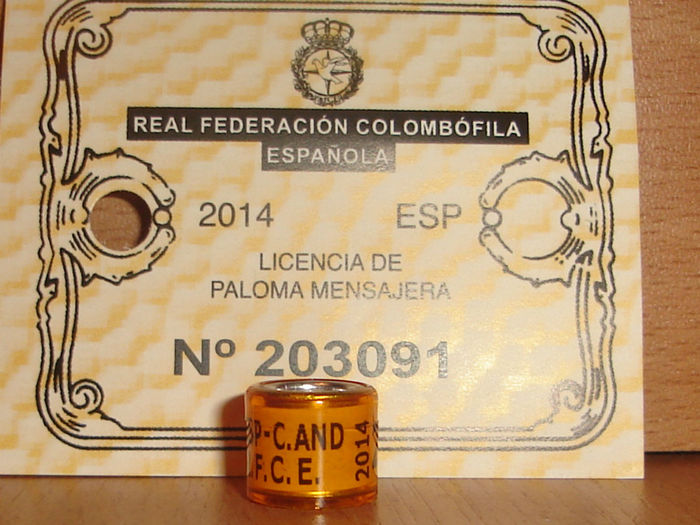 REAL FEDERACIÓN COLOMBÓFILA
ESPAÑOLA
2014 ESP
LICENCIA DE
PALOMA MENSAJERA
Nº 203091
P-C.AND
.F.C.E.
2014